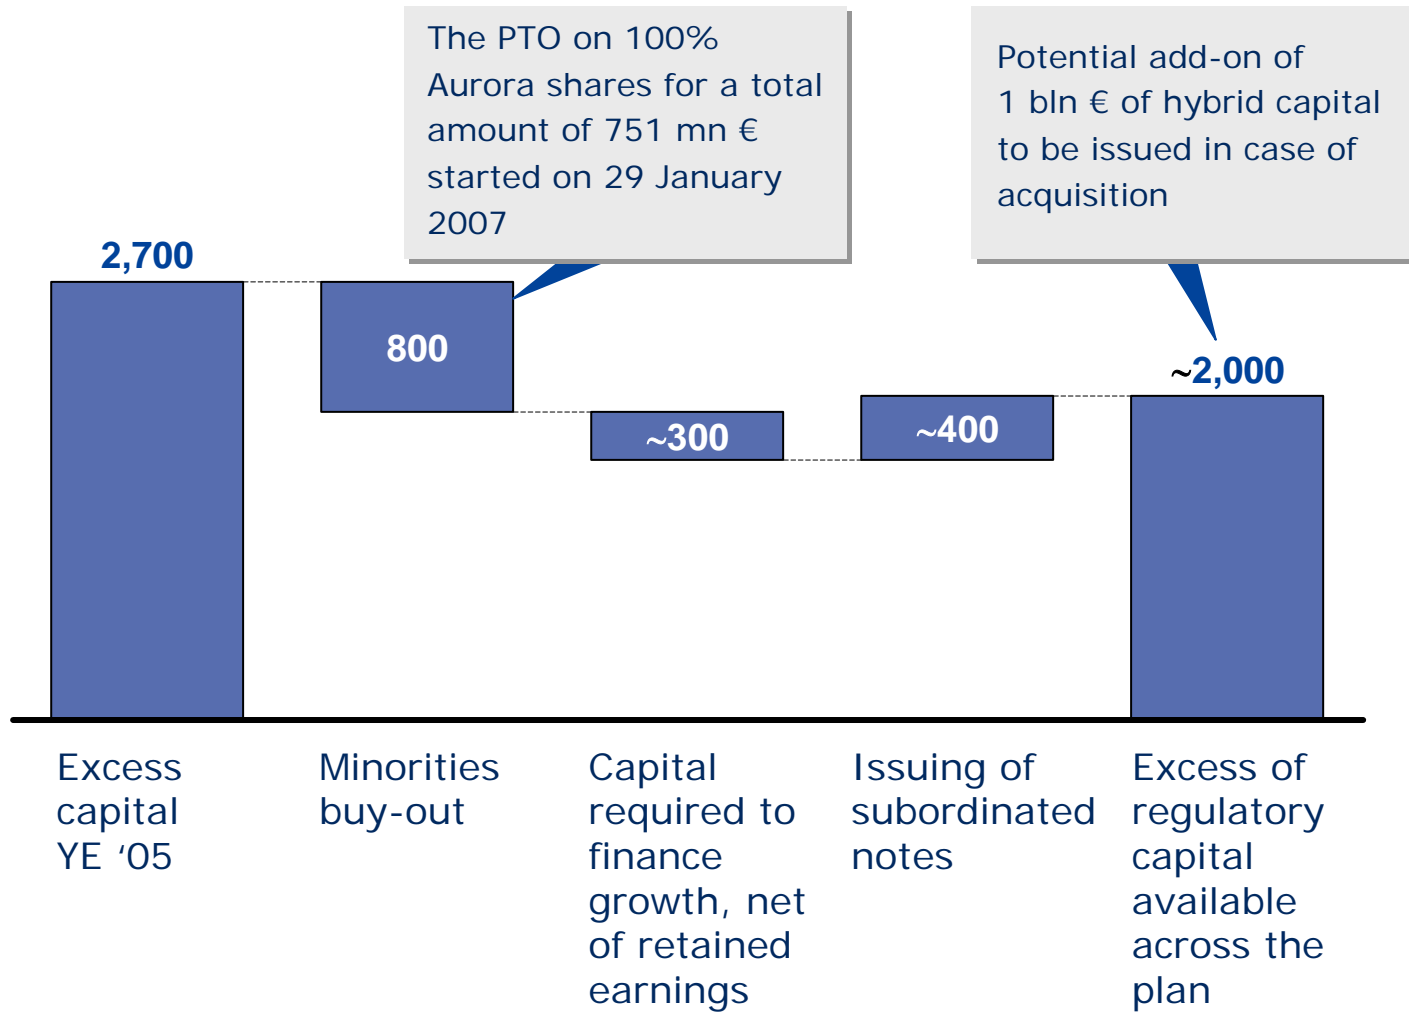 The PTO on 100%
Aurora shares for a total
amount of 751 mn €
started on 29 January
2007
Potential add-on of
1 bln € of hybrid capital
to be issued in case of
acquisition
2,700
800
~300
~400
~2,000
Excess
capital
YE ‘05
Minorities
buy-out
Capital
required to
finance
growth, net
of retained
earnings
Issuing of
subordinated
notes
Excess of
regulatory
capital
available
across the
plan